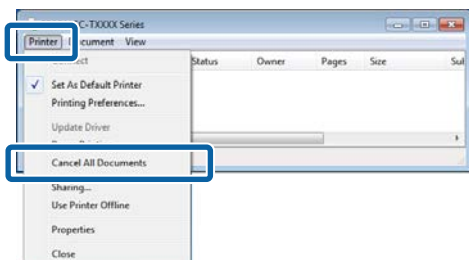 C-TXXXX Series
Printer Document View
Status Owner Pages Size
Set As Default Printer
Printing Preferences...
Update Driver
Cancel All Documents
Sharing...
Use Printer Offline
Properties
Close